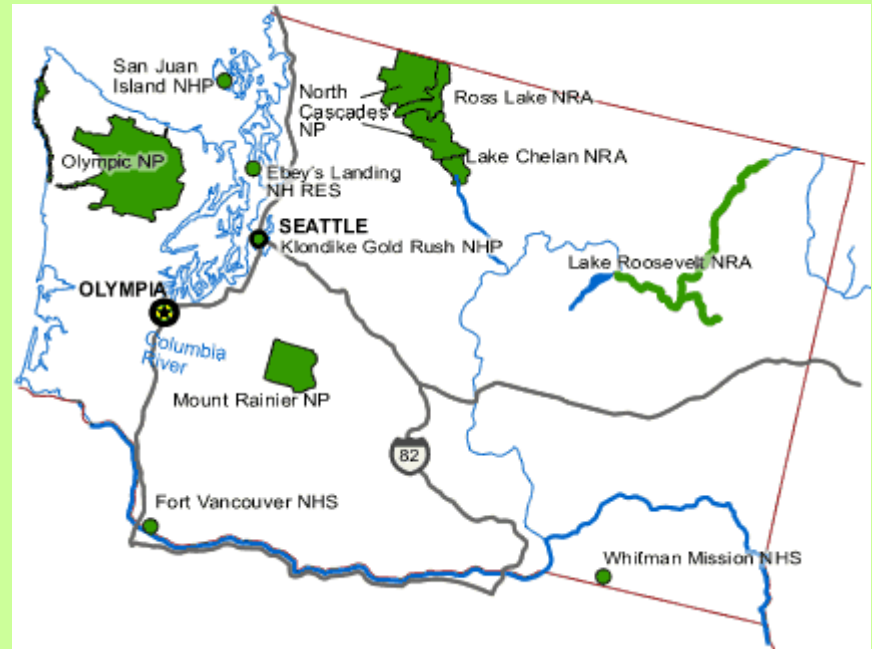 San Juan
Island NHP
North
Cascades
NP
Ross Lake NRA
Olympic NP
Lake Chelan NRA
Ebey's Landing
NH RES
SEATTLE
Klondike Gold Rush NHP
Lake Roosevelt NRA
OLYMPIA
Columbia
River
Mount Rainier NP
82
Fort Vancouver NHS
Whitman Mission NHS